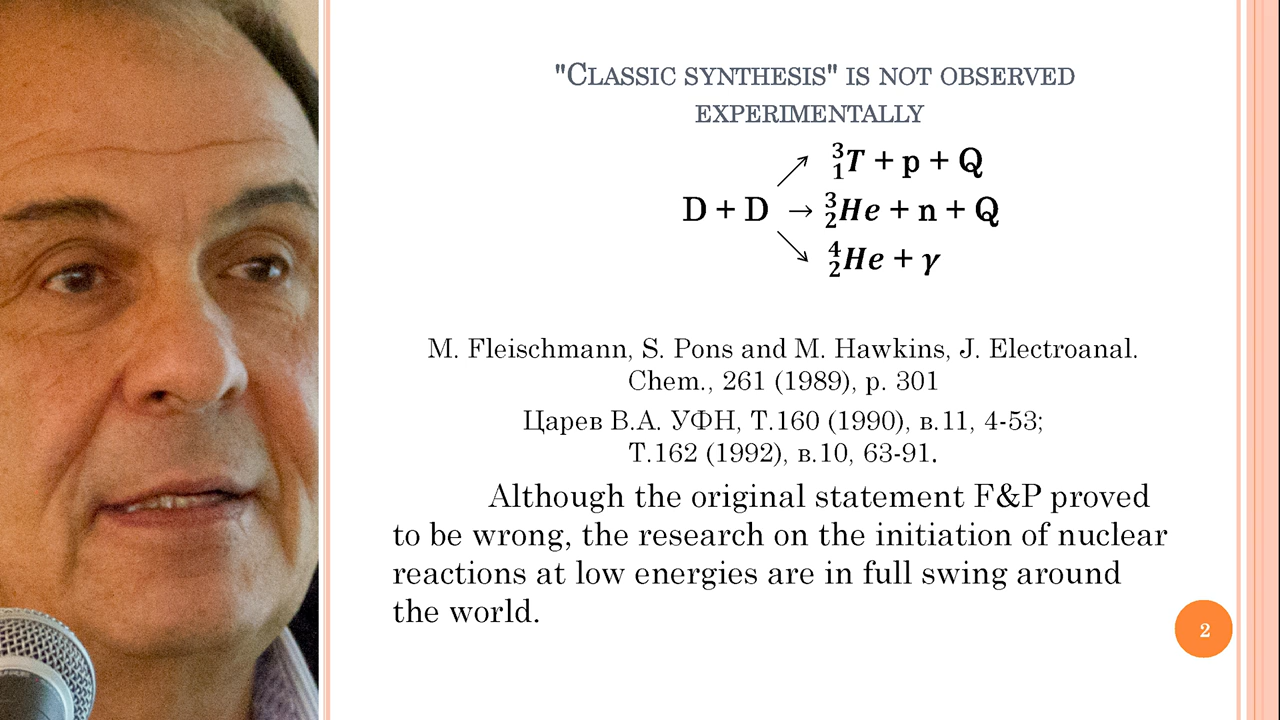 "Classic synthesis" is not observed
experimentally
³₁T + p + Q
D + D → ³₂He + n + Q
⁴₂He + γ
M. Fleischmann, S. Pons and M. Hawkins, J. Electroanal.
Chem., 261 (1989), p. 301
Царев В.А. УФН, Т.160 (1990), в.11, 4-53;
Т.162 (1992), в.10, 63-91.
Although the original statement F&P proved
to be wrong, the research on the initiation of nuclear
reactions at low energies are in full swing around
the world.
2